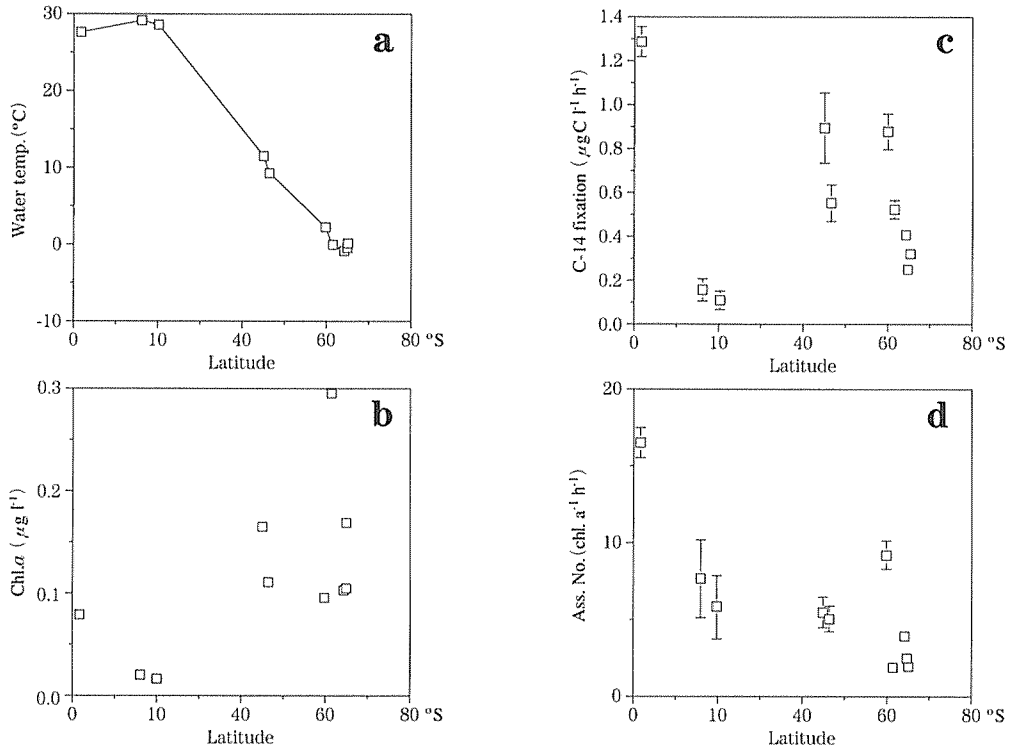 a
30
20
10
0
-10
Water temp. (°C)
0 10 40 60 80 °S
Latitude
b
0.3
0.2
0.1
0.0
Chl.a ( μg l⁻¹)
0 10 40 60 80 °S
Latitude
c
1.4
1.2
1.0
0.8
0.6
0.4
0.2
0.0
C-14 fixation ( μgC l⁻¹ h⁻¹)
0 10 40 60 80 °S
Latitude
d
20
10
0
Ass. No. (chl. a⁻¹ h⁻¹)
0 10 40 60 80 °S
Latitude